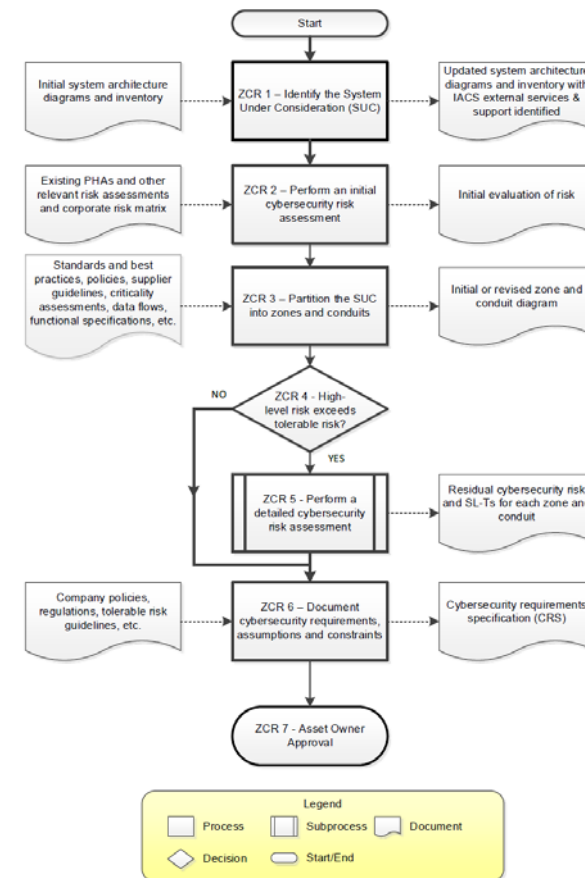 Start
Initial system architecture
diagrams and inventory
ZCR 1 – Identify the System
Under Consideration (SUC)
Updated system architecture
diagrams and inventory with
IACS external services &
support identified
Existing PHAs and other
relevant risk assessments
and corporate risk matrix
ZCR 2 – Perform an initial
cybersecurity risk
assessment
Initial evaluation of risk
Standards and best
practices, policies, supplier
guidelines, criticality
assessments, data flows,
functional specifications, etc.
ZCR 3 – Partition the SUC
into zones and conduits
Initial or revised zone and
conduit diagram
ZCR 4 - High-
level risk exceeds
tolerable risk?
NO
YES
ZCR 5 - Perform a
detailed cybersecurity
risk assessment
Residual cybersecurity risk
and SL-Ts for each zone and
conduit
Company policies,
regulations, tolerable risk
guidelines, etc.
ZCR 6 – Document
cybersecurity requirements,
assumptions and constraints
Cybersecurity requirements
specification (CRS)
ZCR 7 - Asset Owner
Approval
Legend
Process
Subprocess
Document
Decision
Start/End